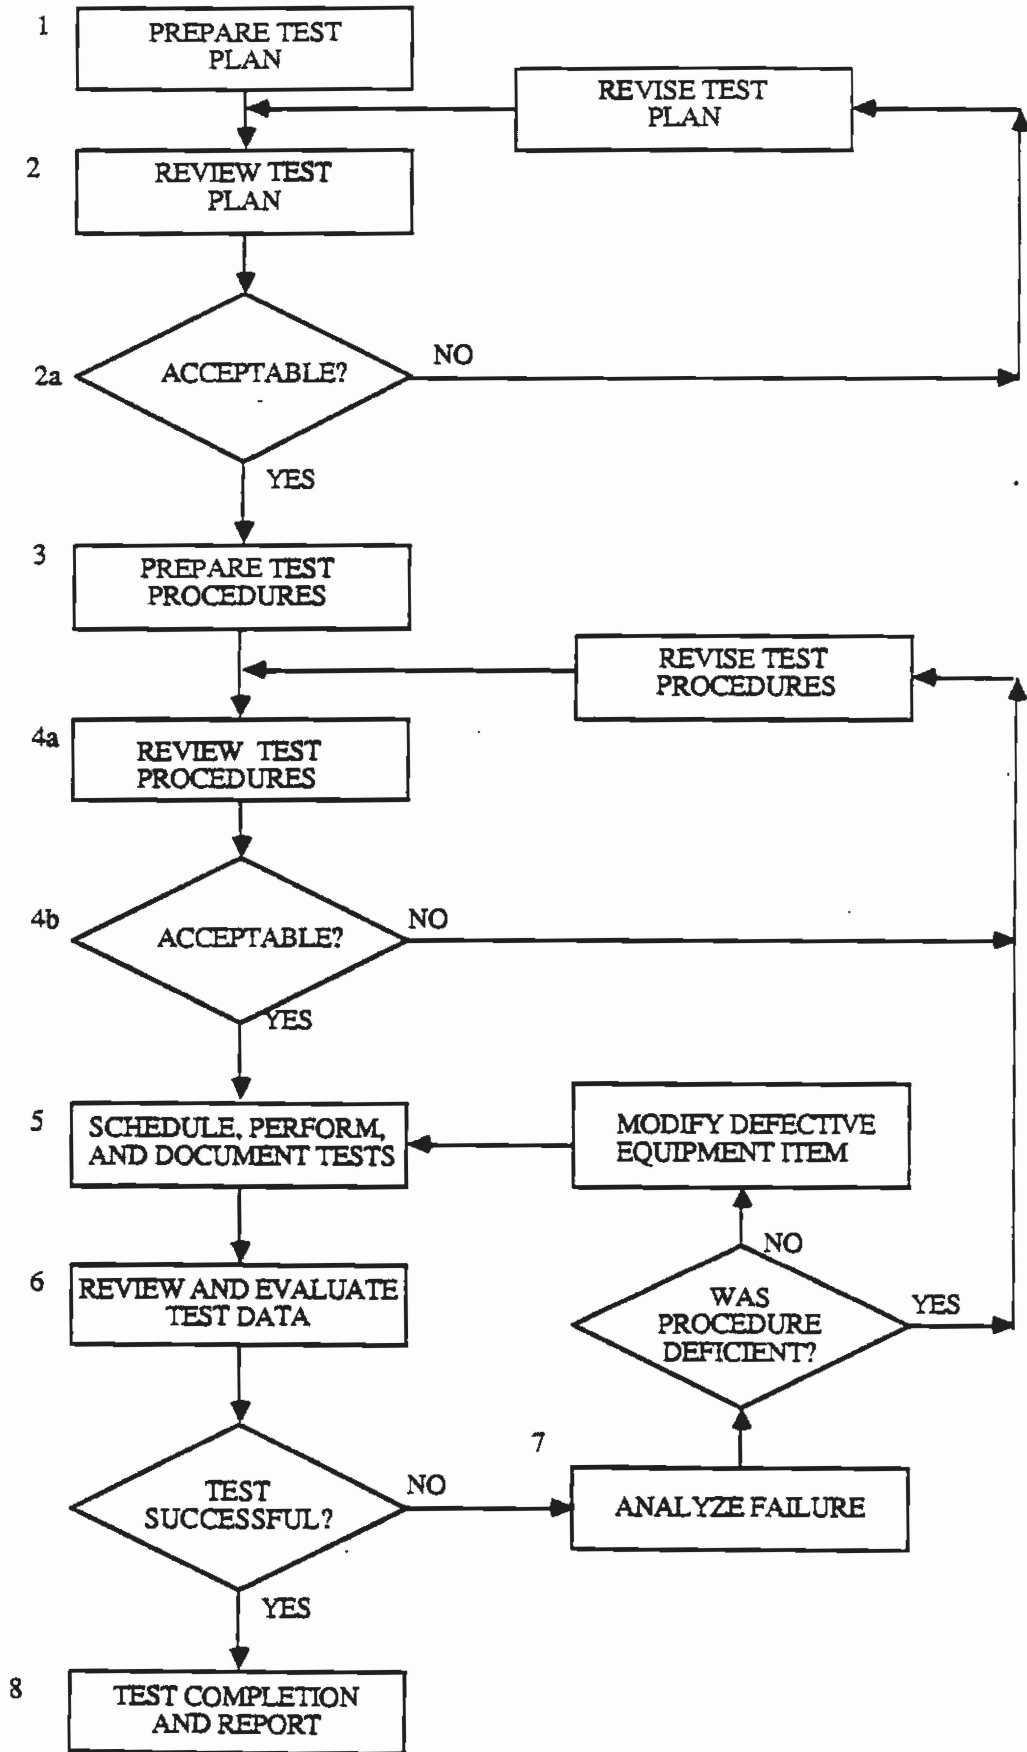 1
PREPARE TEST
PLAN
REVISE TEST
PLAN
2
REVIEW TEST
PLAN
2a
ACCEPTABLE?
NO
YES
3
PREPARE TEST
PROCEDURES
REVISE TEST
PROCEDURES
4a
REVIEW TEST
PROCEDURES
4b
ACCEPTABLE?
NO
YES
5
SCHEDULE, PERFORM,
AND DOCUMENT TESTS
MODIFY DEFECTIVE
EQUIPMENT ITEM
6
REVIEW AND EVALUATE
TEST DATA
NO
WAS
PROCEDURE
DEFICIENT?
YES
7
TEST
SUCCESSFUL?
NO
ANALYZE FAILURE
YES
8
TEST COMPLETION
AND REPORT